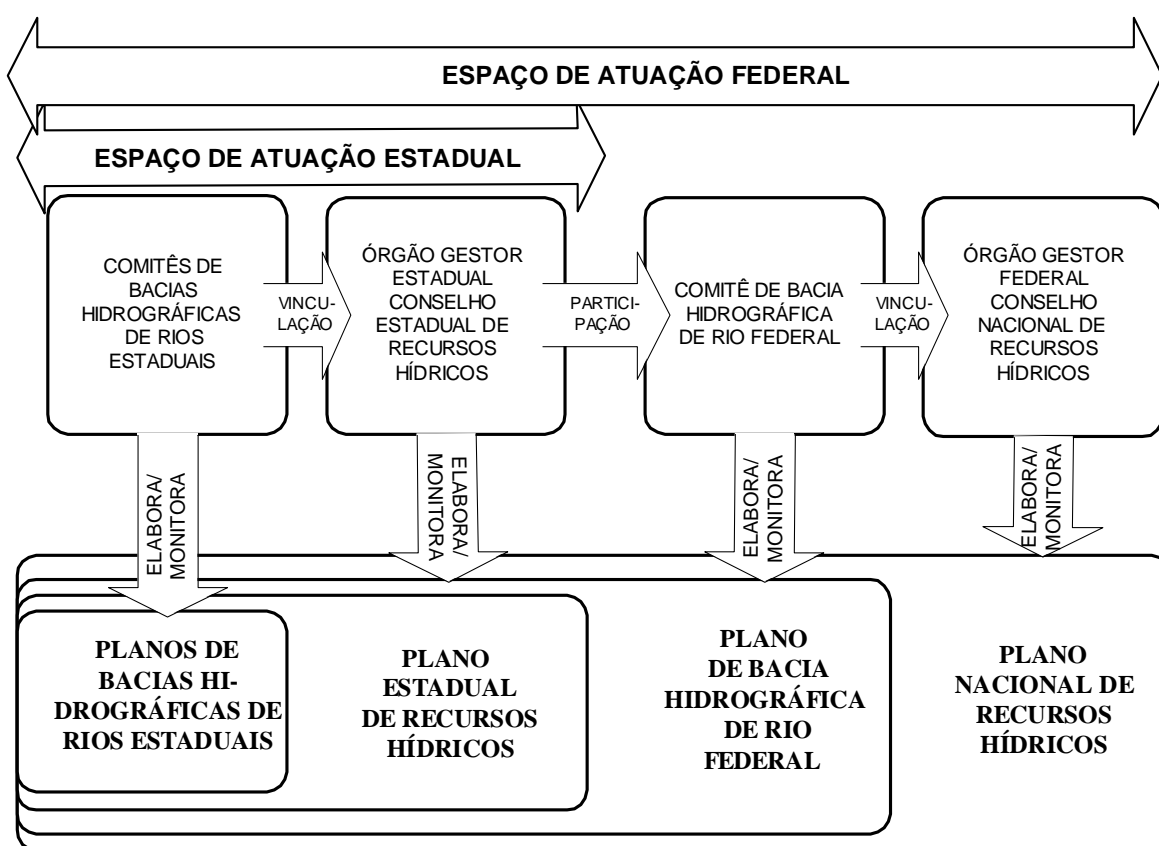 ESPAÇO DE ATUAÇÃO FEDERAL
ESPAÇO DE ATUAÇÃO ESTADUAL
COMITÊS DE
BACIAS
HIDROGRÁFICAS
DE RIOS
ESTADUAIS
VINCU-
LAÇÃO
ÓRGÃO GESTOR
ESTADUAL
CONSELHO
ESTADUAL DE
RECURSOS
HÍDRICOS
PARTICI-
PAÇÃO
COMITÊ DE BACIA
HIDROGRÁFICA
DE RIO FEDERAL
VINCU-
LAÇÃO
ÓRGÃO GESTOR
FEDERAL
CONSELHO
NACIONAL DE
RECURSOS
HÍDRICOS
ELABORA/
MONITORA
ELABORA/
MONITORA
ELABORA/
MONITORA
ELABORA/
MONITORA
PLANOS DE
BACIAS HI-
DROGRÁFICAS DE
RIOS ESTADUAIS
PLANO
ESTADUAL
DE RECURSOS
HÍDRICOS
PLANO
DE BACIA
HIDROGRÁFICA
DE RIO
FEDERAL
PLANO
NACIONAL DE
RECURSOS
HÍDRICOS